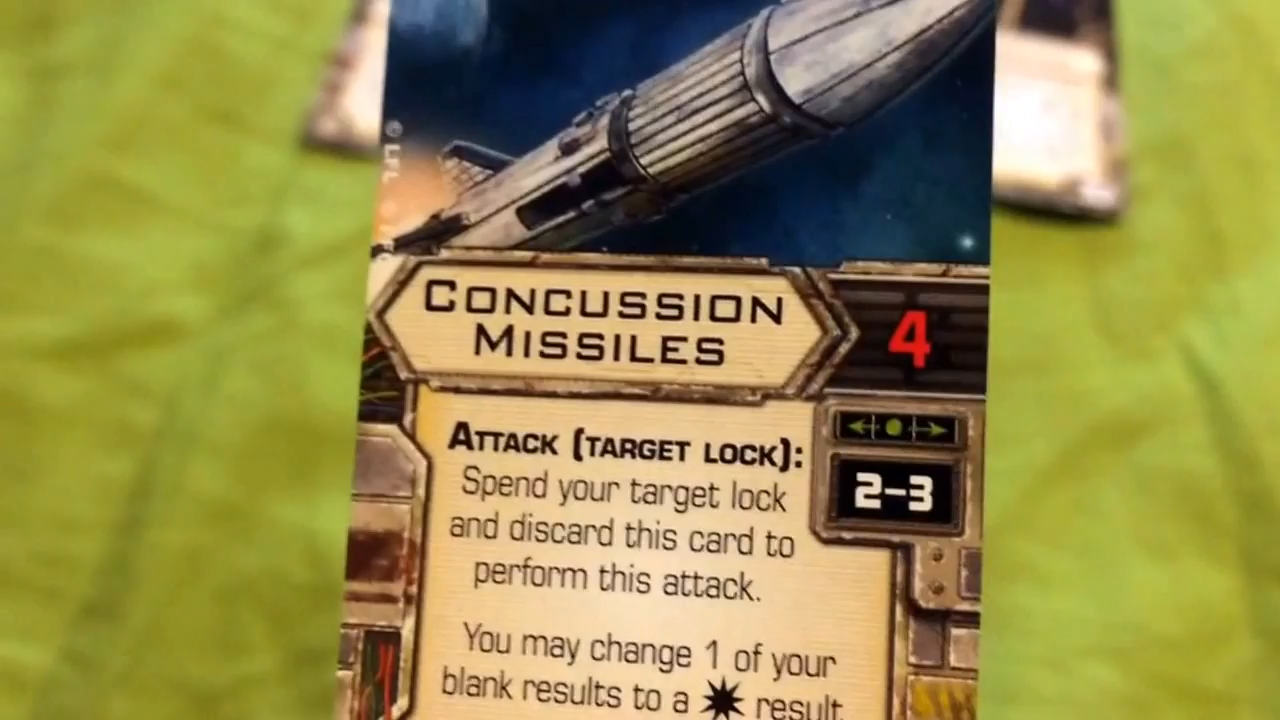 © LFL
CONCUSSION
MISSILES
4
ATTACK (TARGET LOCK):
2-3
Spend your target lock
and discard this card to
perform this attack.
You may change 1 of your
blank results to a result